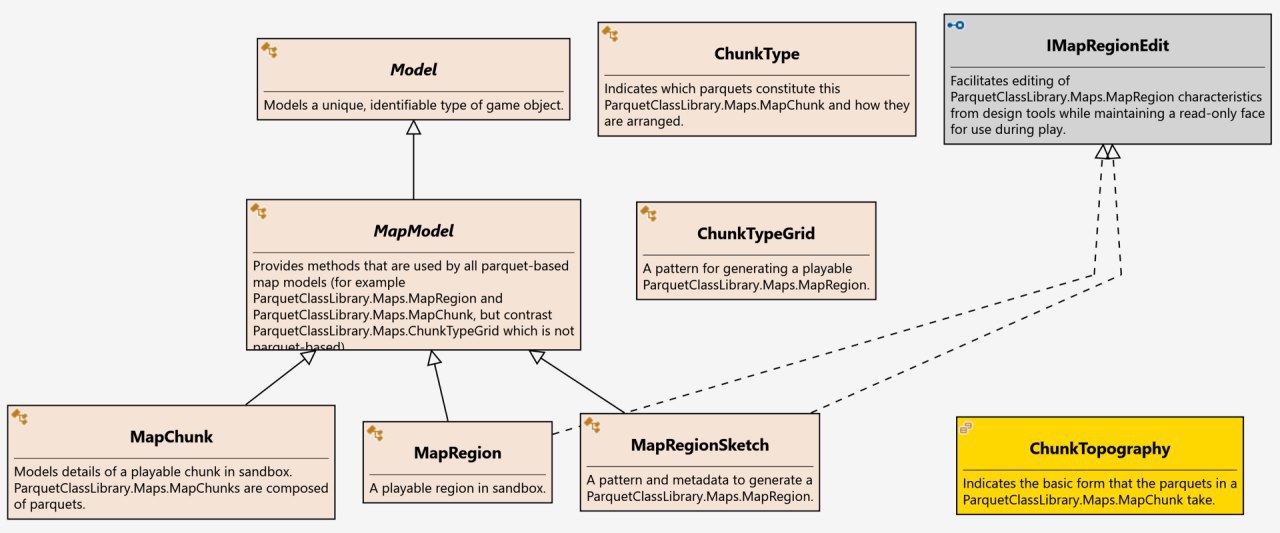 Model
Models a unique, identifiable type of game object.
ChunkType
Indicates which parquets constitute this
ParquetClassLibrary.Maps.MapChunk and how they
are arranged.
IMapRegionEdit
Facilitates editing of
ParquetClassLibrary.Maps.MapRegion characteristics
from design tools while maintaining a read-only face
for use during play.
MapModel
Provides methods that are used by all parquet-based
map models (for example
ParquetClassLibrary.Maps.MapRegion and
ParquetClassLibrary.Maps.MapChunk, but contrast
ParquetClassLibrary.Maps.ChunkTypeGrid which is not
parquet-based)
ChunkTypeGrid
A pattern for generating a playable
ParquetClassLibrary.Maps.MapRegion.
MapChunk
Models details of a playable chunk in sandbox.
ParquetClassLibrary.Maps.MapChunks are composed
of parquets.
MapRegion
A playable region in sandbox.
MapRegionSketch
A pattern and metadata to generate a
ParquetClassLibrary.Maps.MapRegion.
ChunkTopography
Indicates the basic form that the parquets in a
ParquetClassLibrary.Maps.MapChunk take.